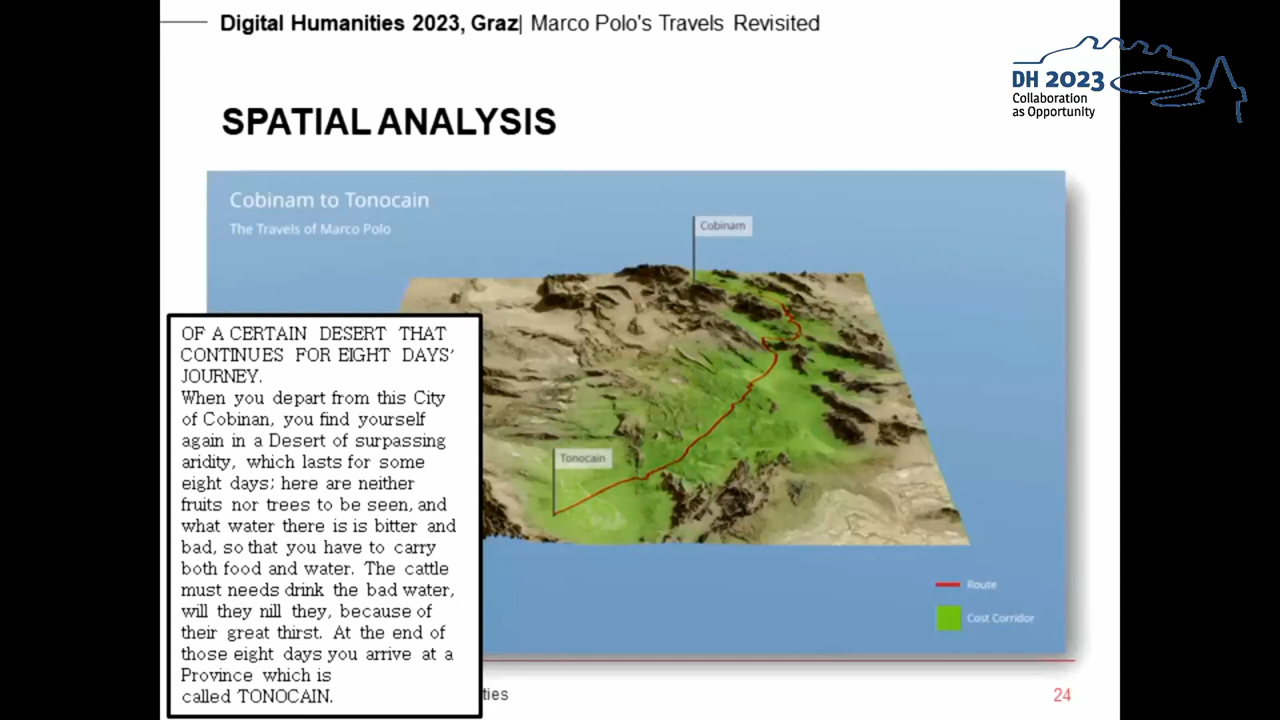 Digital Humanities 2023, Graz| Marco Polo's Travels Revisited
DH 2023
Collaboration
as Opportunity
SPATIAL ANALYSIS
Cobinam to Tonocain
The Travels of Marco Polo
Cobinam
Tonocain
OF A CERTAIN DESERT THAT
CONTINUES FOR EIGHT DAYS'
JOURNEY.
When you depart from this City
of Cobinan, you find yourself
again in a Desert of surpassing
aridity, which lasts for some
eight days; here are neither
fruits nor trees to be seen, and
what water there is is bitter and
bad, so that you have to carry
both food and water. The cattle
must needs drink the bad water,
will they nill they, because of
their great thirst. At the end of
those eight days you arrive at a
Province which is
called TONOCAIN.
Route
Cost Corridor
ties
24